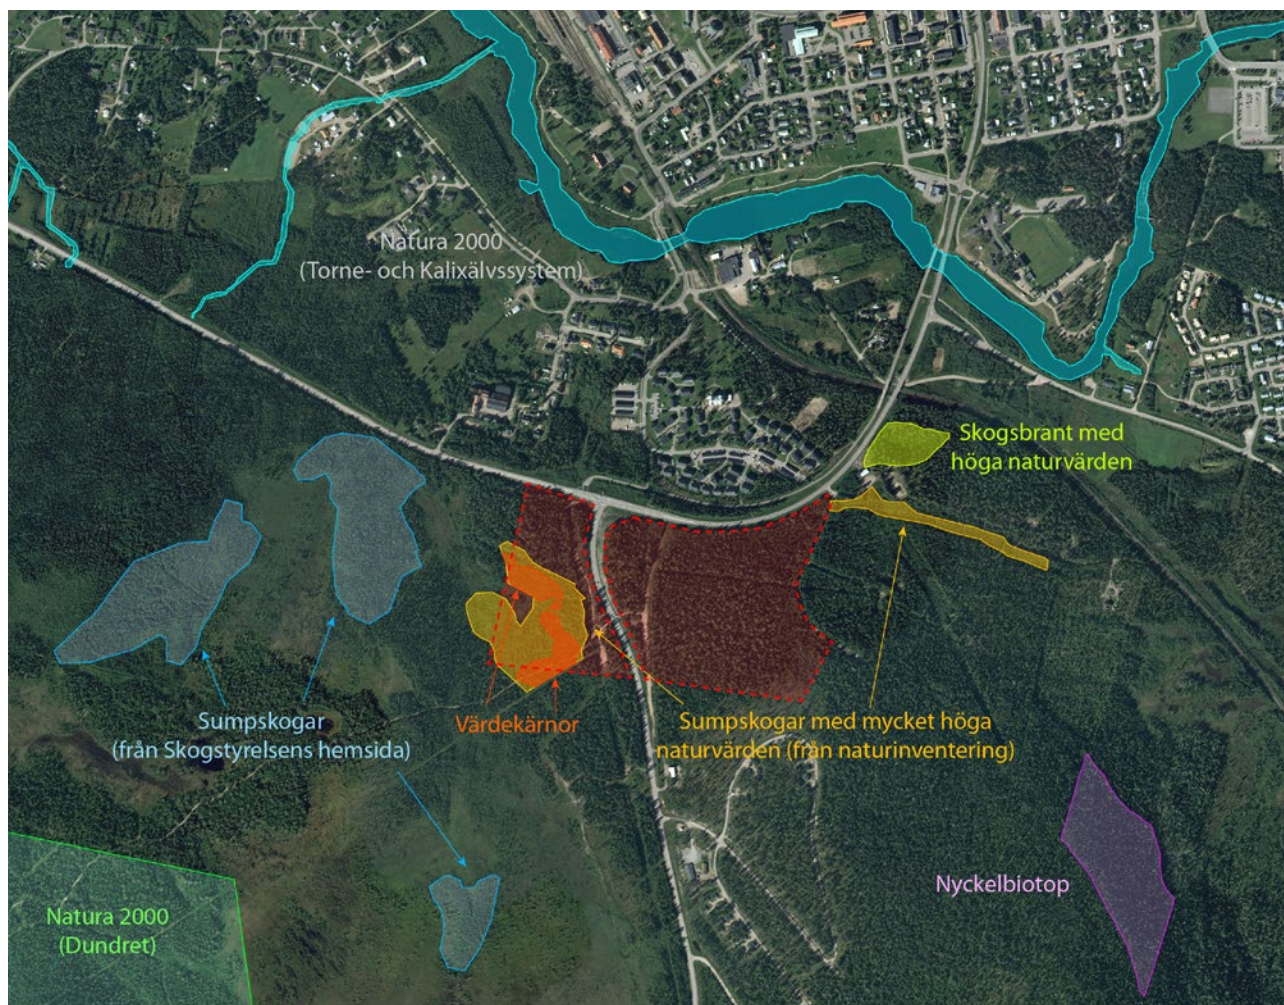 Natura 2000
(Torne- och Kalixälvssystem)
Skogsbrant med
höga naturvärden
Sumpskogar
(från Skogstyrelsens hemsida)
Värdekärnor
Sumpskogar med mycket höga
naturvärden (från naturinventering)
Nyckelbiotop
Natura 2000
(Dundret)